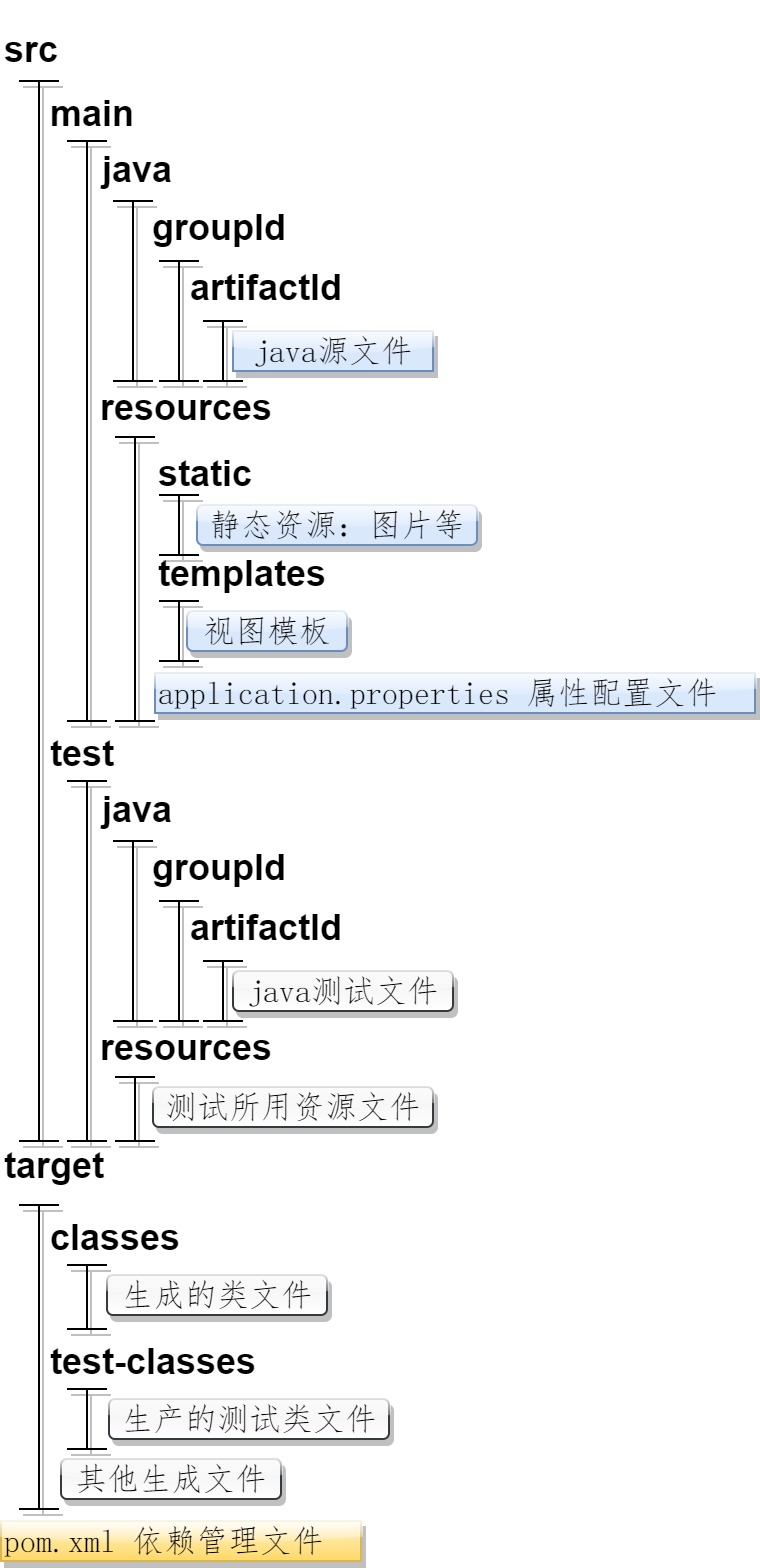 src
main
java
groupId
artifactId
java源文件
resources
static
静态资源：图片等
templates
视图模板
application.properties 属性配置文件
test
java
groupId
artifactId
java测试文件
resources
测试所用资源文件
target
classes
生成的类文件
test-classes
生产的测试类文件
其他生成文件
pom.xml 依赖管理文件